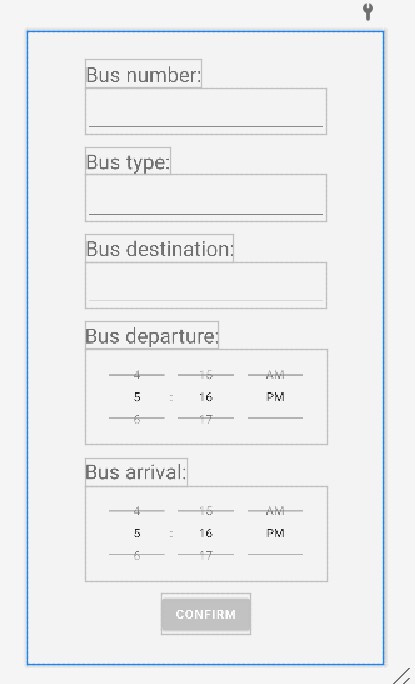 Bus number:
Bus type:
Bus destination:
Bus departure:
4 15 AM
5 : 16 PM
6 17
Bus arrival:
4 15 AM
5 : 16 PM
6 17
CONFIRM